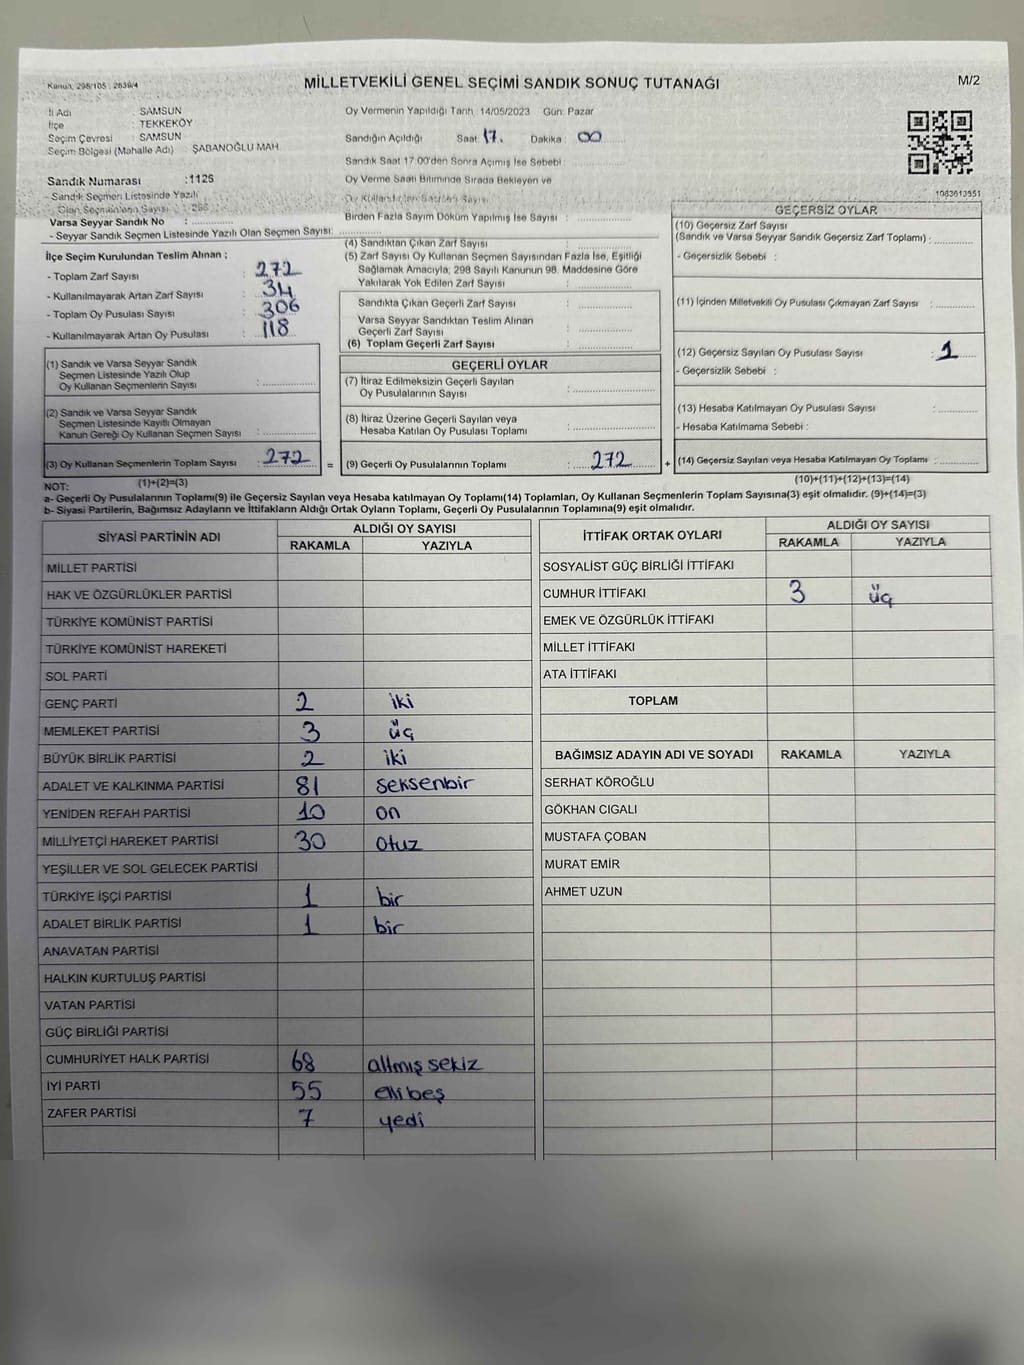 Kanun, 298/105 , 2839/4
MİLLETVEKİLİ GENEL SEÇİMİ SANDIK SONUÇ TUTANAĞI
M/2
İl Adı : SAMSUN
İlçe : TEKKEKÖY
Seçim Çevresi : SAMSUN
Seçim Bölgesi (Mahalle Adı) ŞABANOĞLU MAH
Sandık Numarası :1126
- Sandık Seçmen Listesinde Yazılı
Olan Seçmenlerin Sayısı :
Varsa Seyyar Sandık No :
- Seyyar Sandık Seçmen Listesinde Yazılı Olan Seçmen Sayısı:
Oy Vermenin Yapıldığı Tarih 14/05/2023 Gün: Pazar
Sandığın Açıldığı Saat 17. Dakika : 00
Sandık Saat 17:00'den Sonra Açmış İse Sebebi :
Oy Verme Saati Bitiminde Sırada Bekleyen ve
Oy Kullandırılan Seçmen Sayısı
Birden Fazla Sayım Döküm Yapılmış İse Sayısı :
1063613551
İlçe Seçim Kurulundan Teslim Alınan ;
- Toplam Zarf Sayısı : 272
- Kullanılmayarak Artan Zarf Sayısı : 34
- Toplam Oy Pusulası Sayısı : 306
- Kullanılmayarak Artan Oy Pusulası : 118
(1) Sandık ve Varsa Seyyar Sandık
Seçmen Listesinde Yazılı Olup
Oy Kullanan Seçmenlerin Sayısı :
(2) Sandık ve Varsa Seyyar Sandık
Seçmen Listesinde Kayıtlı Olmayan
Kanun Gereği Oy Kullanan Seçmen Sayısı :
(3) Oy Kullanan Seçmenlerin Toplam Sayısı : 272 =
(4) Sandıktan Çıkan Zarf Sayısı :
(5) Zarf Sayısı Oy Kullanan Seçmen Sayısından Fazla İse, Eşitliği
Sağlamak Amacıyla, 298 Sayılı Kanunun 98. Maddesine Göre
Yakılarak Yok Edilen Zarf Sayısı :
Sandıkta Çıkan Geçerli Zarf Sayısı :
Varsa Seyyar Sandıktan Teslim Alınan
Geçerli Zarf Sayısı :
(6) Toplam Geçerli Zarf Sayısı :
GEÇERLİ OYLAR
(7) İtiraz Edilmeksizin Geçerli Sayılan
Oy Pusulalarının Sayısı :
(8) İtiraz Üzerine Geçerli Sayılan veya
Hesaba Katılan Oy Pusulası Toplamı :
(9) Geçerli Oy Pusulalarının Toplamı : 272 +
GEÇERSİZ OYLAR
(10) Geçersiz Zarf Sayısı
(Sandık ve Varsa Seyyar Sandık Geçersiz Zarf Toplamı) :
- Geçersizlik Sebebi :
(11) İçinden Milletvekili Oy Pusulası Çıkmayan Zarf Sayısı :
(12) Geçersiz Sayılan Oy Pusulası Sayısı : 1
- Geçersizlik Sebebi :
(13) Hesaba Katılmayan Oy Pusulası Sayısı :
- Hesaba Katılmama Sebebi :
(14) Geçersiz Sayılan veya Hesaba Katılmayan Oy Toplamı :
NOT: (1)+(2)=(3) (10)+(11)+(12)+(13)=(14)
a- Geçerli Oy Pusulalarının Toplamı(9) ile Geçersiz Sayılan veya Hesaba katılmayan Oy Toplamı(14) Toplamları, Oy Kullanan Seçmenlerin Toplam Sayısına(3) eşit olmalıdır. (9)+(14)=(3)
b- Siyasi Partilerin, Bağımsız Adayların ve İttifakların Aldığı Ortak Oyların Toplamı, Geçerli Oy Pusulalarının Toplamına(9) eşit olmalıdır.
SİYASİ PARTİNİN ADI ALDIĞI OY SAYISI
RAKAMLA YAZIYLA
MİLLET PARTİSİ
HAK VE ÖZGÜRLÜKLER PARTİSİ
TÜRKİYE KOMÜNİST PARTİSİ
TÜRKİYE KOMÜNİST HAREKETİ
SOL PARTİ
GENÇ PARTİ 2 iki
MEMLEKET PARTİSİ 3 üç
BÜYÜK BİRLİK PARTİSİ 2 iki
ADALET VE KALKINMA PARTİSİ 81 seksenbir
YENİDEN REFAH PARTİSİ 10 on
MİLLİYETÇİ HAREKET PARTİSİ 30 otuz
YEŞİLLER VE SOL GELECEK PARTİSİ
TÜRKİYE İŞÇİ PARTİSİ 1 bir
ADALET BİRLİK PARTİSİ 1 bir
ANAVATAN PARTİSİ
HALKIN KURTULUŞ PARTİSİ
VATAN PARTİSİ
GÜÇ BİRLİĞİ PARTİSİ
CUMHURİYET HALK PARTİSİ 68 altmış sekiz
İYİ PARTİ 55 elli beş
ZAFER PARTİSİ 7 yedi
İTTİFAK ORTAK OYLARI ALDIĞI OY SAYISI
RAKAMLA YAZIYLA
SOSYALİST GÜÇ BİRLİĞİ İTTİFAKI
CUMHUR İTTİFAKI 3 üç
EMEK VE ÖZGÜRLÜK İTTİFAKI
MİLLET İTTİFAKI
ATA İTTİFAKI
TOPLAM
BAĞIMSIZ ADAYIN ADI VE SOYADI RAKAMLA YAZIYLA
SERHAT KÖROĞLU
GÖKHAN CIGALI
MUSTAFA ÇOBAN
MURAT EMİR
AHMET UZUN